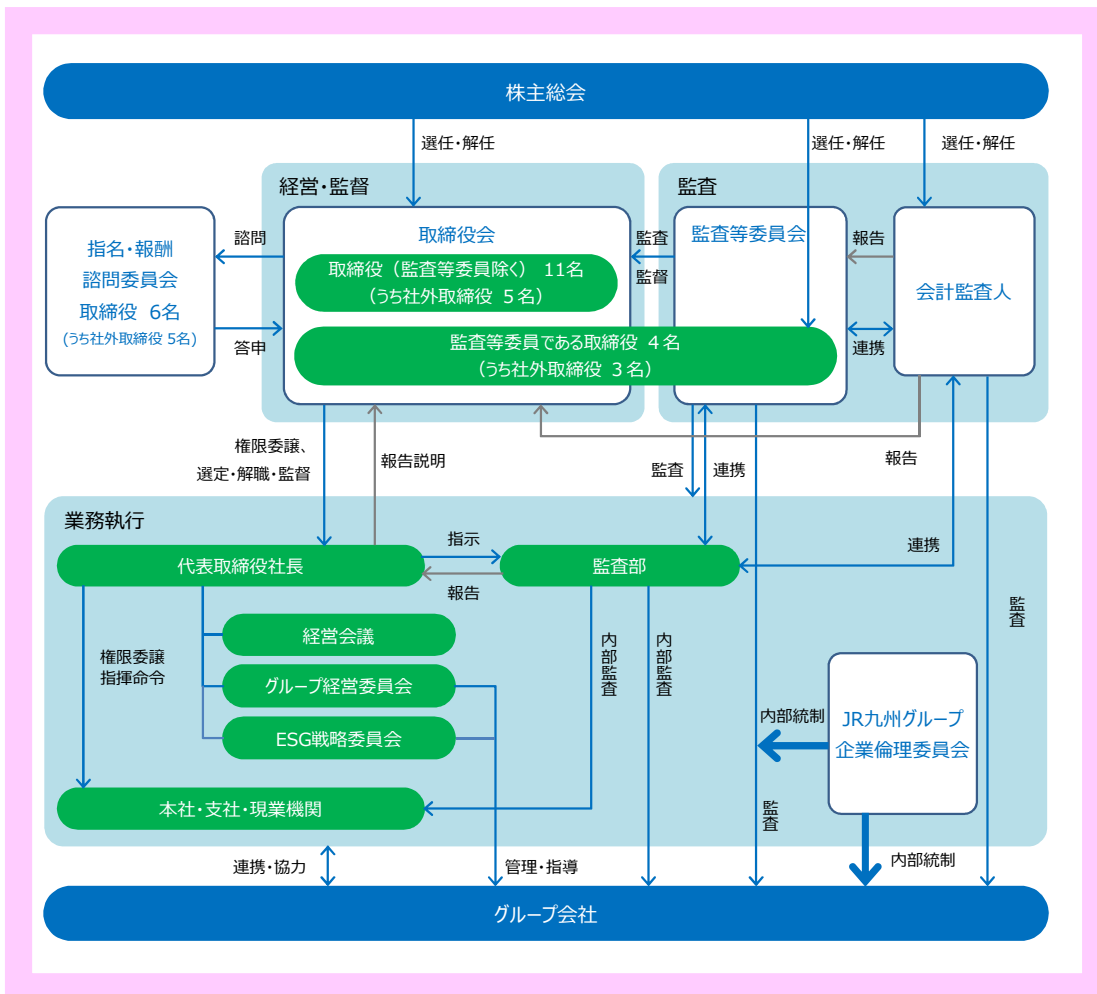 株主総会
選任・解任
選任・解任
選任・解任
経営・監督
監査
指名・報酬
諮問委員会
取締役 6名
(うち社外取締役 5名)
諮問
答申
取締役会
取締役（監査等委員除く） 11名
（うち社外取締役 5名）
監査
監督
監査等委員会
監査等委員である取締役 4名
（うち社外取締役 3名）
報告
連携
会計監査人
権限委譲、
選定・解職・監督
報告説明
監査
連携
報告
業務執行
代表取締役社長
指示
報告
監査部
連携
監査
経営会議
グループ経営委員会
ESG戦略委員会
権限委譲
指揮命令
内部監査
内部監査
内部統制
JR九州グループ
企業倫理委員会
本社・支社・現業機関
監査
連携・協力
管理・指導
内部統制
グループ会社